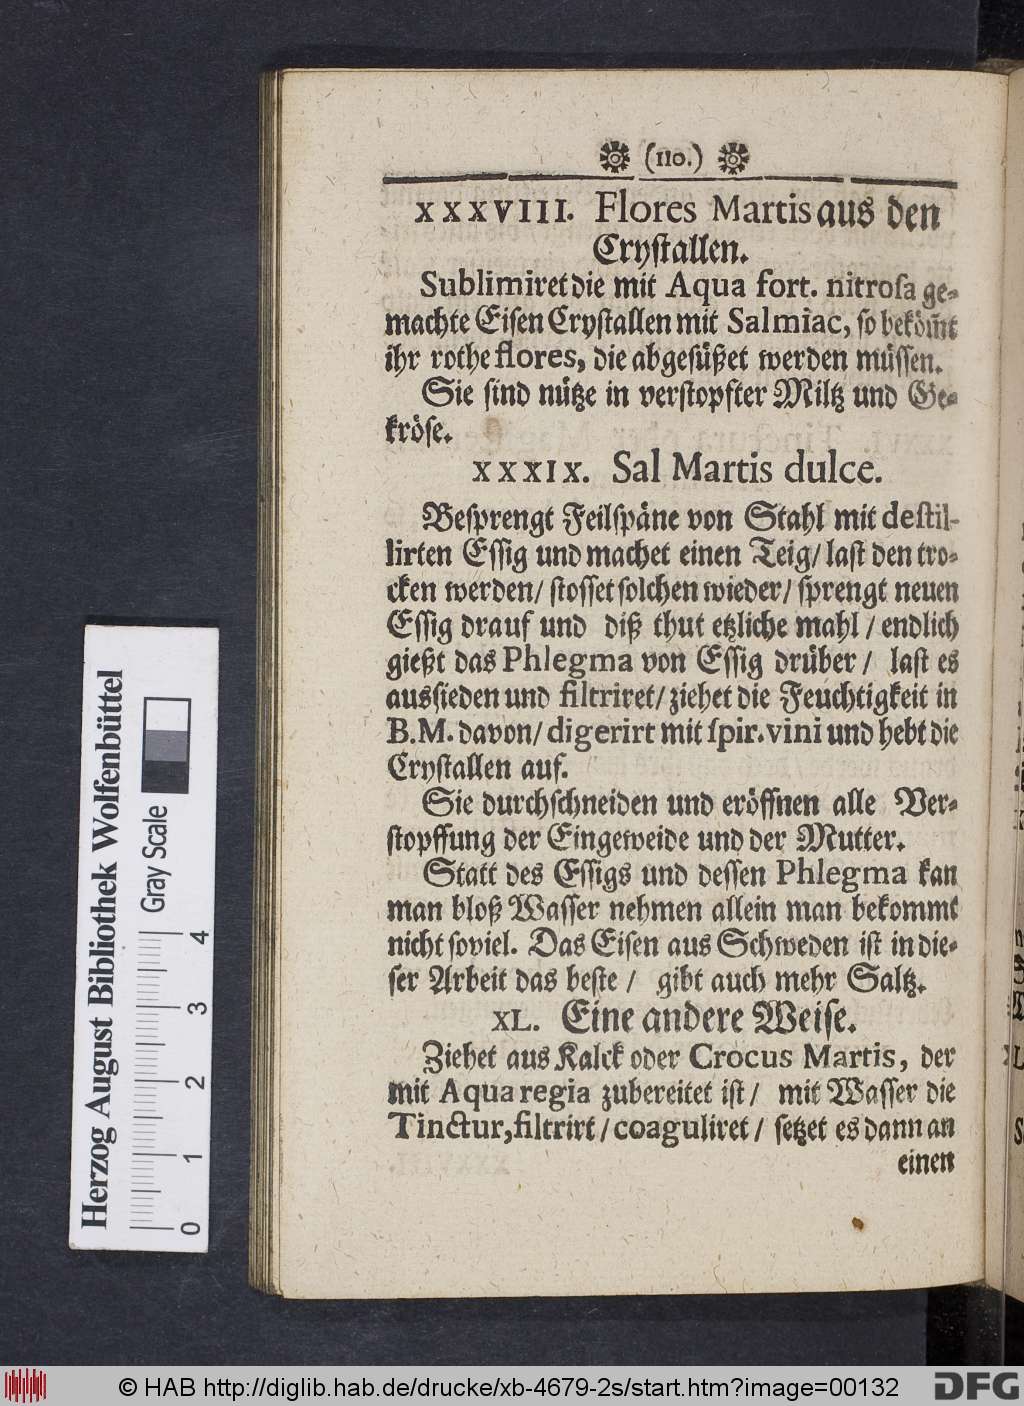 (110.)
XXXVIII. Flores Martis aus den
Crystallen.
Sublimiret die mit Aqua fort. nitroſa ge-
machte Eiſen Cryſtallen mit Salmiac, ſo bekom̃t
ihr rothe flores, die abgeſüßet werden müſſen.
Sie ſind nütze in verſtopfter Miltz und Ge-
kröſe.
XXXIX. Sal Martis dulce.
Beſprengt Feilſpäne von Stahl mit deſtil-
lirten Eſſig und machet einen Teig/ laſt den tro-
cken werden/ ſtoſſet ſolchen wieder/ ſprengt neuen
Eſſig drauf und diß thut etzliche mahl / endlich
gießt das Phlegma von Eſſig drüber / laſt es
ausſieden und filtriret/ ziehet die Feuchtigkeit in
B.M. davon/ digerirt mit ſpir. vini und hebt die
Cryſtallen auf.
Sie durchſchneiden und eröffnen alle Ver-
ſtopffung der Eingeweide und der Mutter.
Statt des Eſſigs und deſſen Phlegma kan
man bloß Waſſer nehmen allein man bekommt
nicht ſoviel. Das Eiſen aus Schweden iſt in die-
ſer Arbeit das beſte / gibt auch mehr Saltz.
XL. Eine andere Weiſe.
Ziehet aus Kalck oder Crocus Martis, der
mit Aqua regia zubereitet iſt / mit Waſſer die
Tinctur, filtrirt / coaguliret / ſetzet es dann an
einen
Herzog August Bibliothek Wolfenbüttel
Gray Scale
0 1 2 3 4
© HAB http://diglib.hab.de/drucke/xb-4679-2s/start.htm?image=00132
DFG